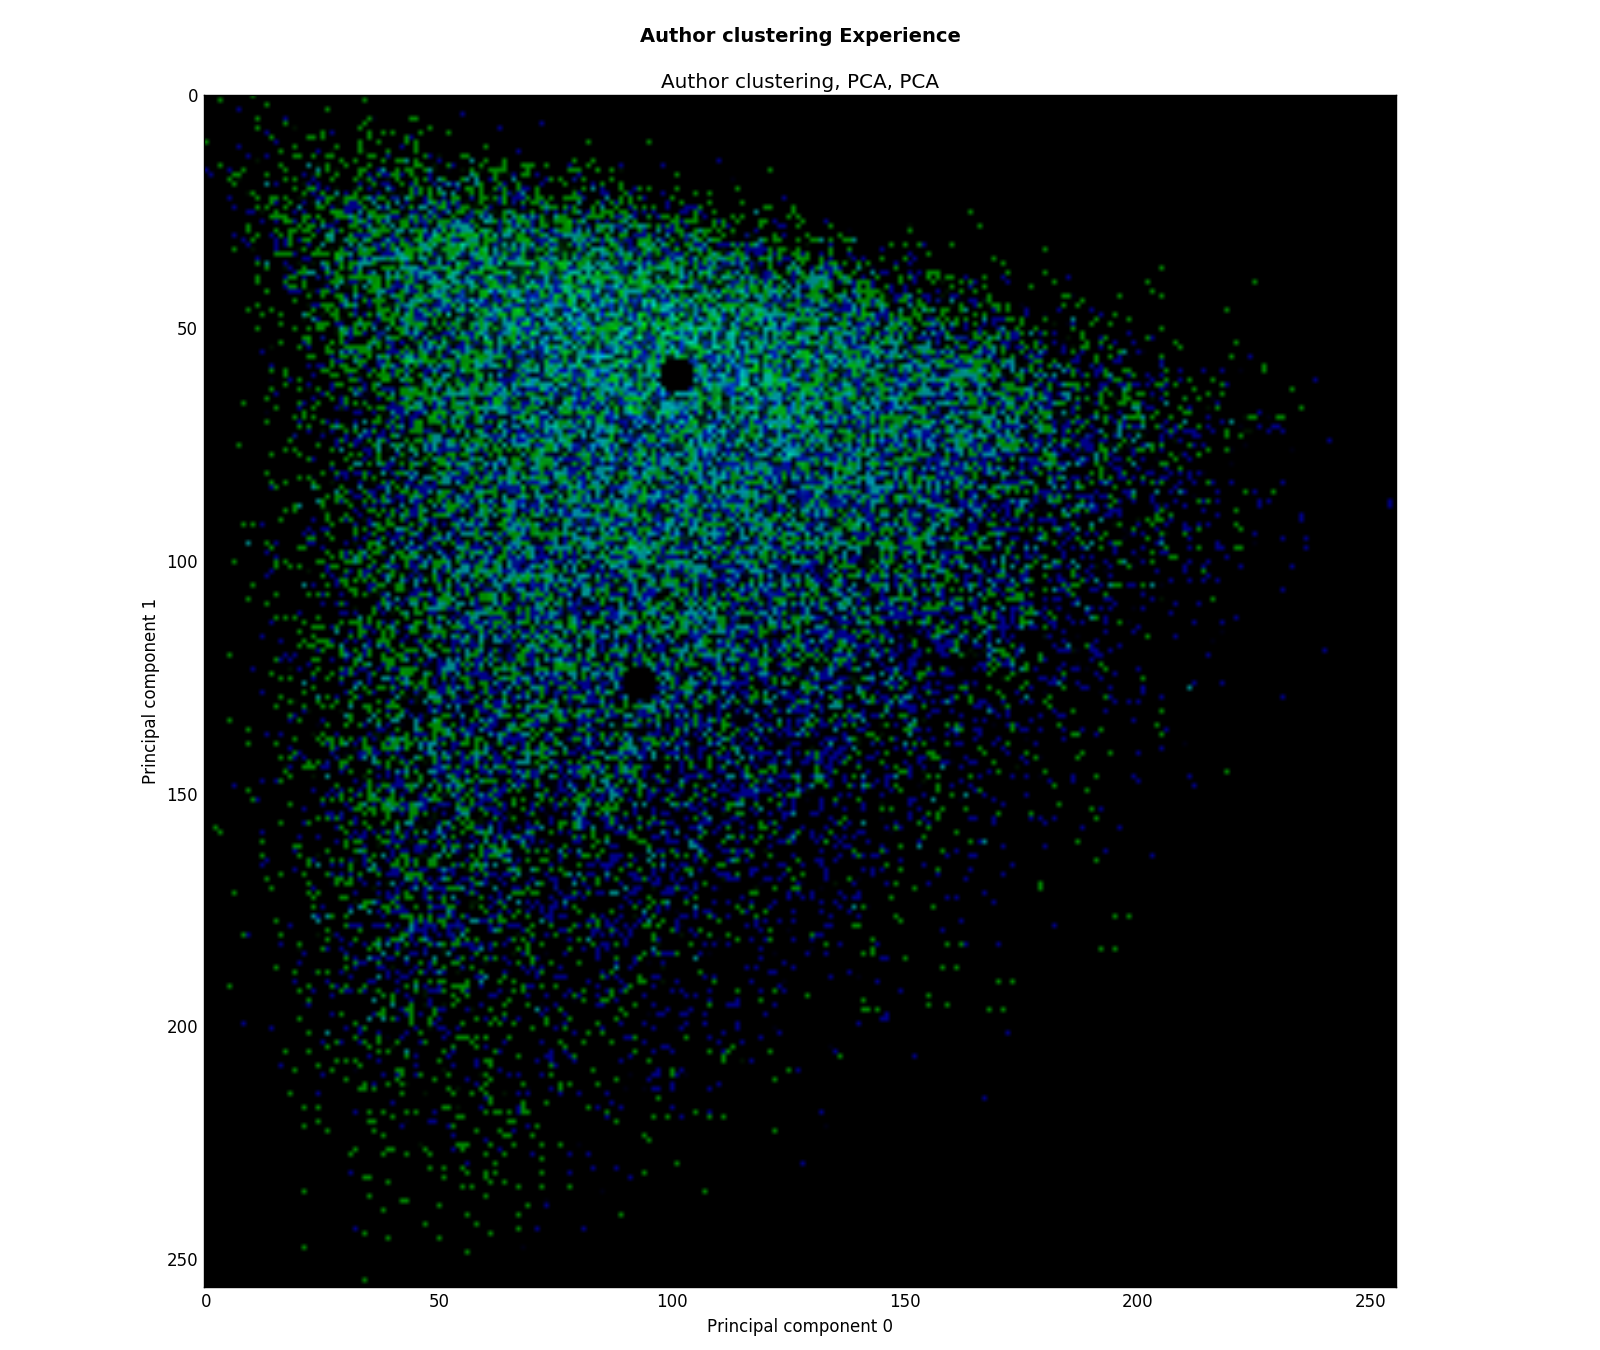 Author clustering Experience
Author clustering, PCA, PCA
0
50
100
150
200
250
Principal component 1
0 50 100 150 200 250
Principal component 0